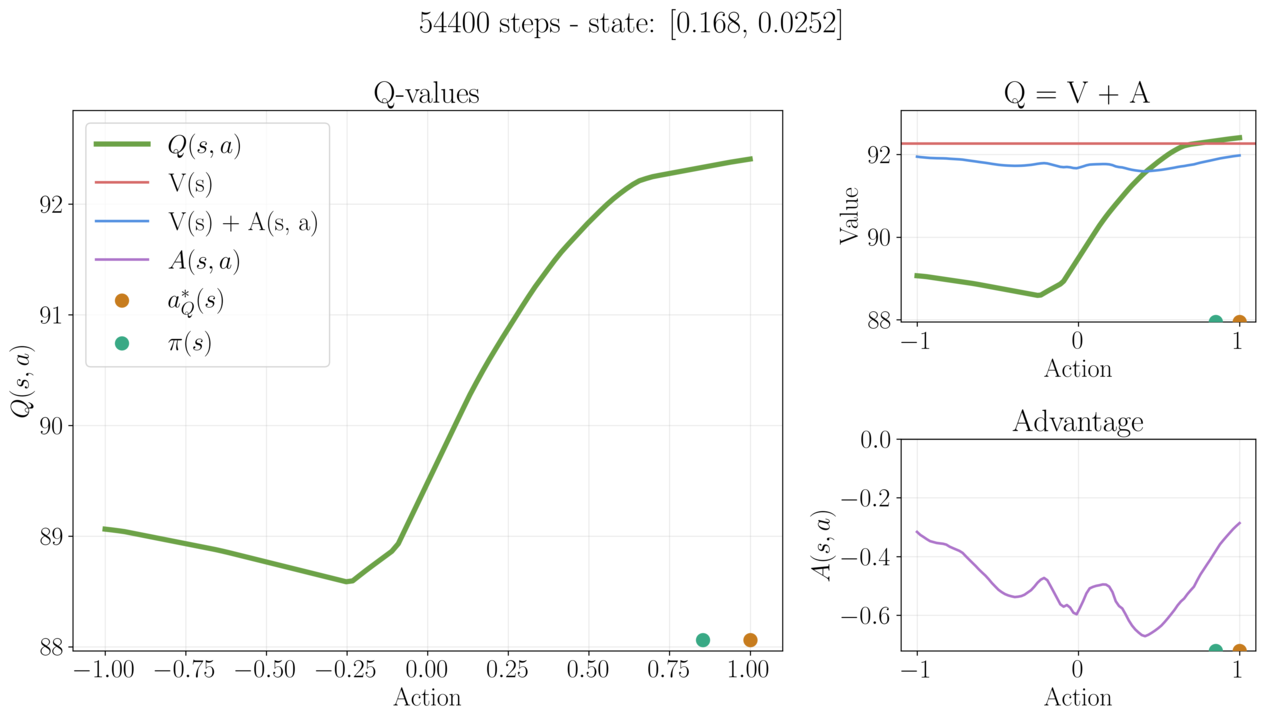 54400 steps - state: [0.168, 0.0252]
Q-values
Q(s, a)
V(s)
V(s) + A(s, a)
A(s, a)
a*Q(s)
π(s)
Q(s, a)
92
91
90
89
88
−1.00 −0.75 −0.50 −0.25 0.00 0.25 0.50 0.75 1.00
Action
Q = V + A
Value
92
90
88
−1 0 1
Action
Advantage
A(s, a)
0.0
−0.2
−0.4
−0.6
−1 0 1
Action